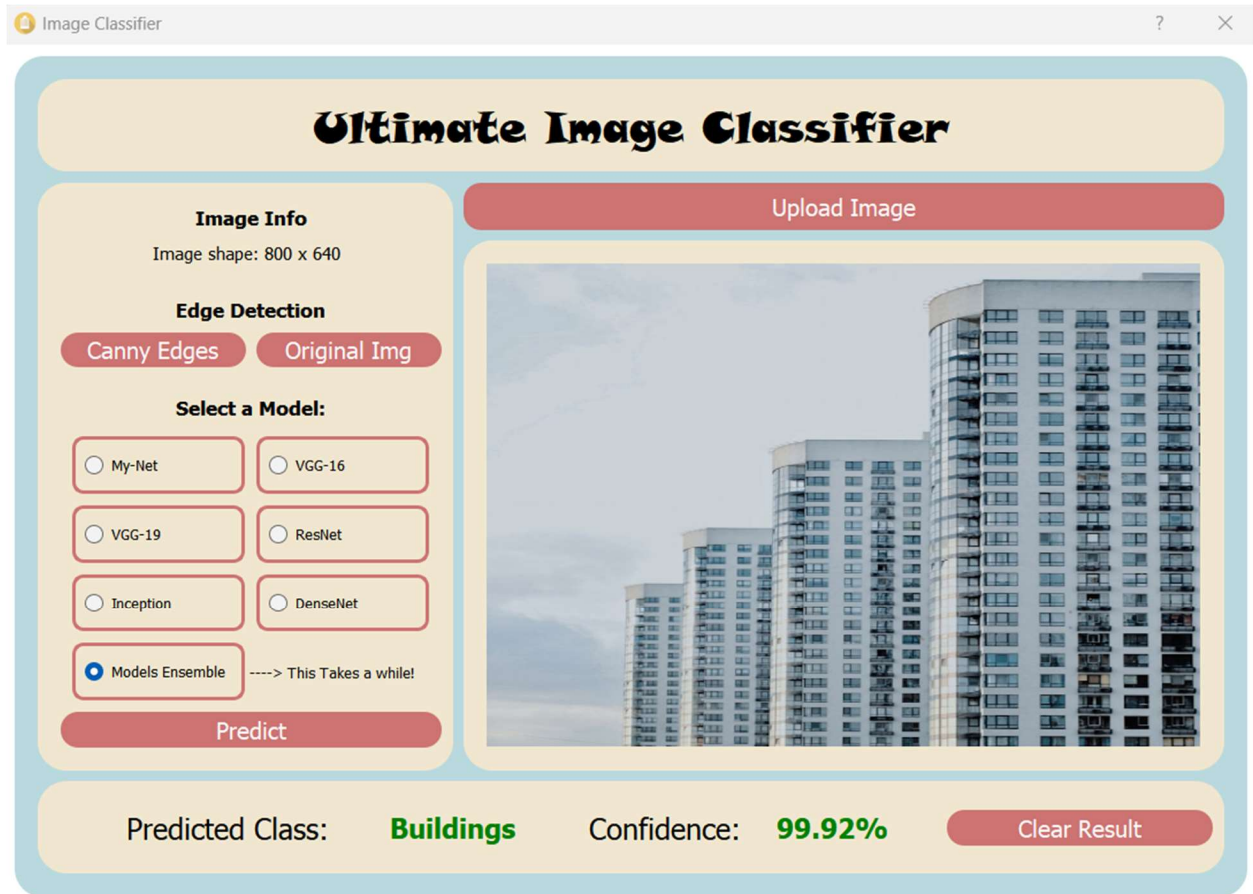 Image Classifier
?
Ultimate Image Classifier
Image Info
Image shape: 800 x 640
Edge Detection
Canny Edges
Original Img
Select a Model:
My-Net
VGG-16
VGG-19
ResNet
Inception
DenseNet
Models Ensemble
----> This Takes a while!
Predict
Upload Image
Predicted Class: Buildings Confidence: 99.92%
Clear Result